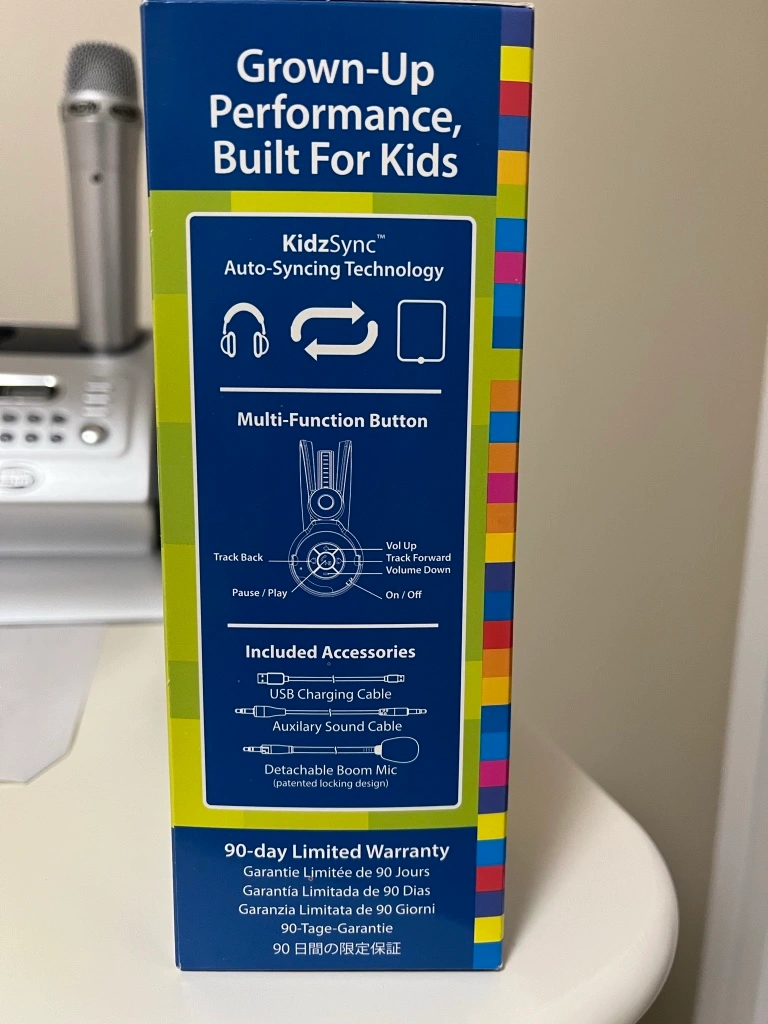 Grown-Up
Performance,
Built For Kids
KidzSync™
Auto-Syncing Technology
Multi-Function Button
Vol Up
Track Back
Track Forward
Volume Down
Pause / Play
On / Off
Included Accessories
USB Charging Cable
Auxilary Sound Cable
Detachable Boom Mic
(patented locking design)
90-day Limited Warranty
Garantie Limitée de 90 Jours
Garantía Limitada de 90 Dias
Garanzia Limitata de 90 Giorni
90-Tage-Garantie
90 日間の限定保証